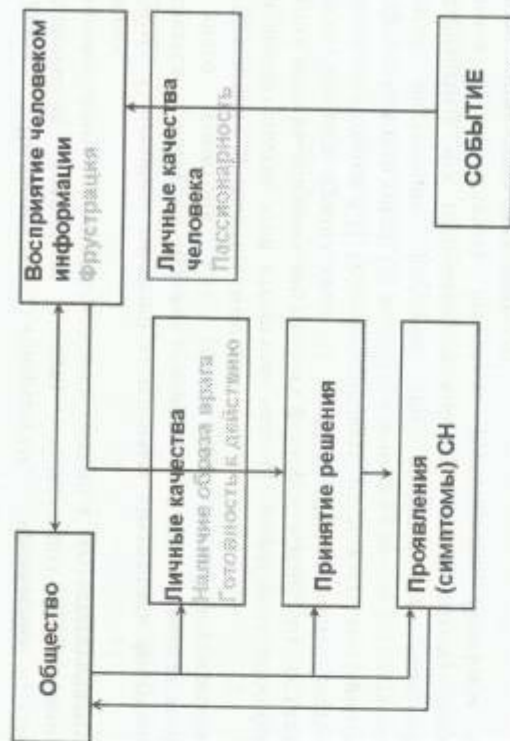 Общество
Восприятие человеком
информации
Фрустрация
Личные качества
Наличие образа врага
Готовность к действию
Личные качества
человека
Пассионарность
Принятие решения
Проявления
(симптомы) СН
СОБЫТИЕ